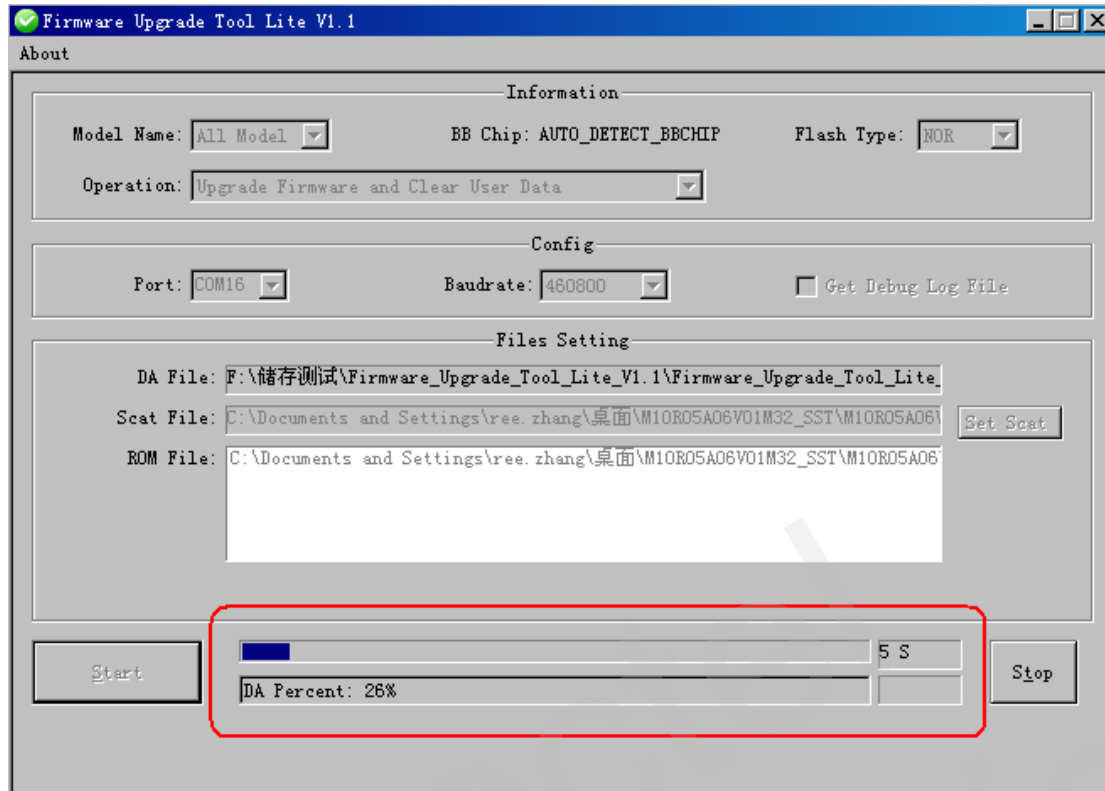 Firmware Upgrade Tool Lite V1.1
About
Information
Model Name: All Model BB Chip: AUTO_DETECT_BBCHIP Flash Type: NOR
Operation: Upgrade Firmware and Clear User Data
Config
Port: COM16 Baudrate: 460800 Get Debug Log File
Files Setting
DA File: F:\储存测试\Firmware_Upgrade_Tool_Lite_V1.1\Firmware_Upgrade_Tool_Lite_
Scat File: C:\Documents and Settings\ree.zhang\桌面\M10R05A06V01M32_SST\M10R05A06\ Set Scat
ROM File: C:\Documents and Settings\ree.zhang\桌面\M10R05A06V01M32_SST\M10R05A06
5 S
Start Stop
DA Percent: 26%